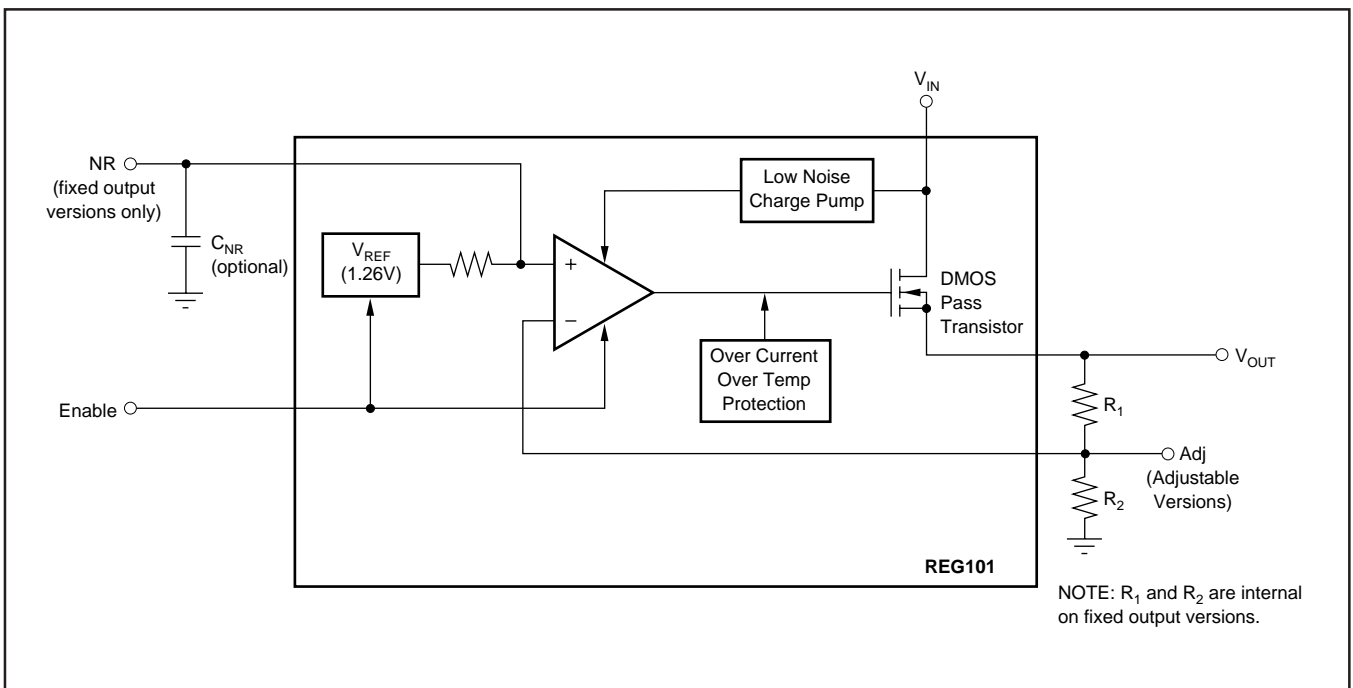 V_IN
NR
(fixed output
versions only)
Low Noise
Charge Pump
C_NR
(optional)
V_REF
(1.26V)
+
–
DMOS
Pass
Transistor
Over Current
Over Temp
Protection
V_OUT
Enable
R_1
Adj
(Adjustable
Versions)
R_2
REG101
NOTE: R_1 and R_2 are internal
on fixed output versions.